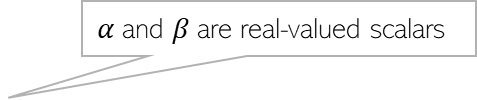 α and β are real-valued scalars